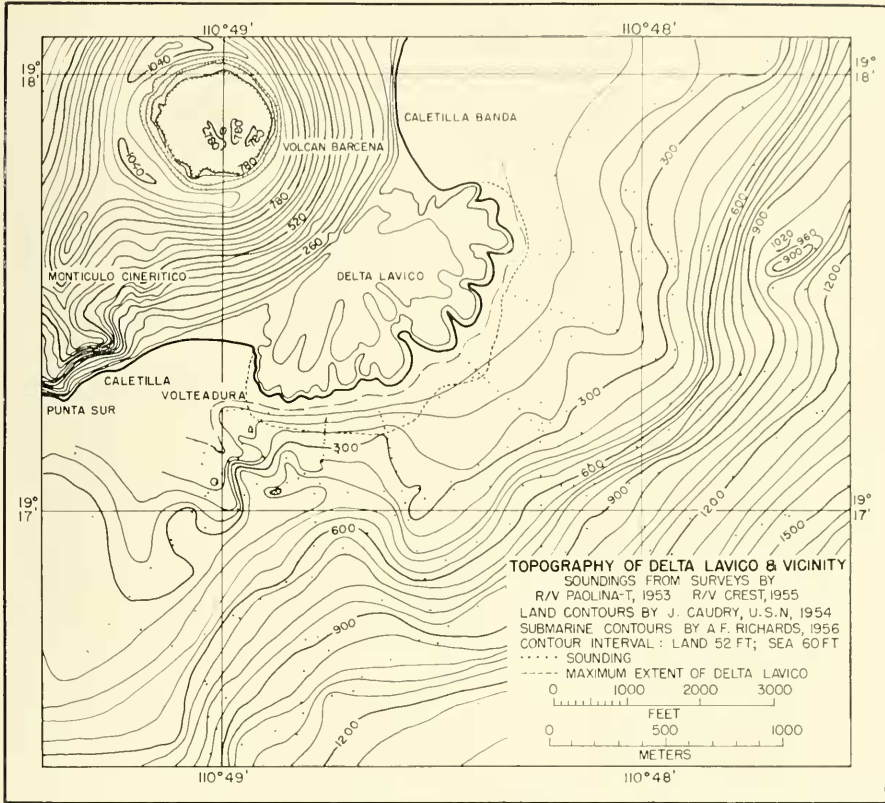 110°49'
110°48'
19°
18'
19°
18'
1040
CALETILLA BANDA
780
780
780
VOLCAN BARCENA
1040
780
300
600
900
780
520
260
1020
960
900
1200
MONTICULO CINERITICO
DELTA LAVICO
CALETILLA
VOLTEADURA
PUNTA SUR
300
300
600
900
19°
17'
19°
17'
1200
1500
600
900
1200
TOPOGRAPHY OF DELTA LAVICO & VICINITY
SOUNDINGS FROM SURVEYS BY
R/V PAOLINA-T, 1953 R/V CREST, 1955
LAND CONTOURS BY J. CAUDRY, U.S.N, 1954
SUBMARINE CONTOURS BY A F. RICHARDS, 1956
CONTOUR INTERVAL: LAND 52 FT; SEA 60 FT
..... SOUNDING
------ MAXIMUM EXTENT OF DELTA LAVICO
0 1000 2000 3000
FEET
0 500 1000
METERS
110°49'
110°48'